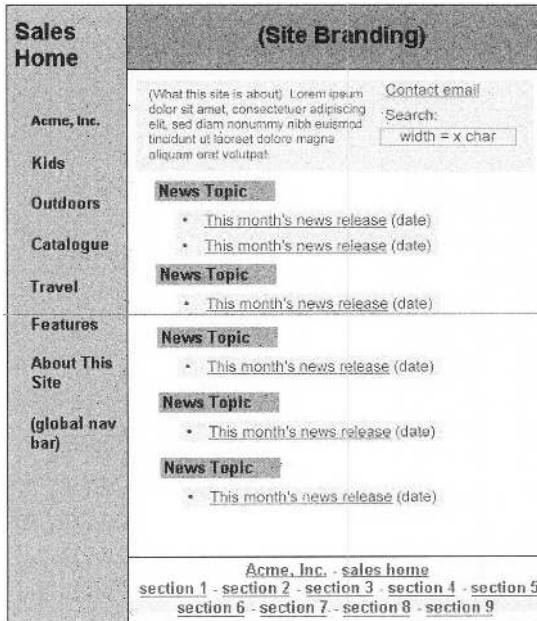 Sales
Home
(Site Branding)
Acme, Inc.
Kids
Outdoors
Catalogue
Travel
Features
About This
Site
(global nav
bar)
(What this site is about) Lorem ipsum
dolor sit amet, consectetuer adipiscing
elit, sed diam nonummy nibh euismod
tincidunt ut laoreet dolore magna
aliquam erat volutpat.
Contact email
Search:
width = x char
News Topic
• This month's news release (date)
• This month's news release (date)
News Topic
• This month's news release (date)
News Topic
• This month's news release (date)
News Topic
• This month's news release (date)
News Topic
• This month's news release (date)
Acme, Inc. - sales home
section 1 - section 2 - section 3 - section 4 - section 5
section 6 - section 7 - section 8 - section 9